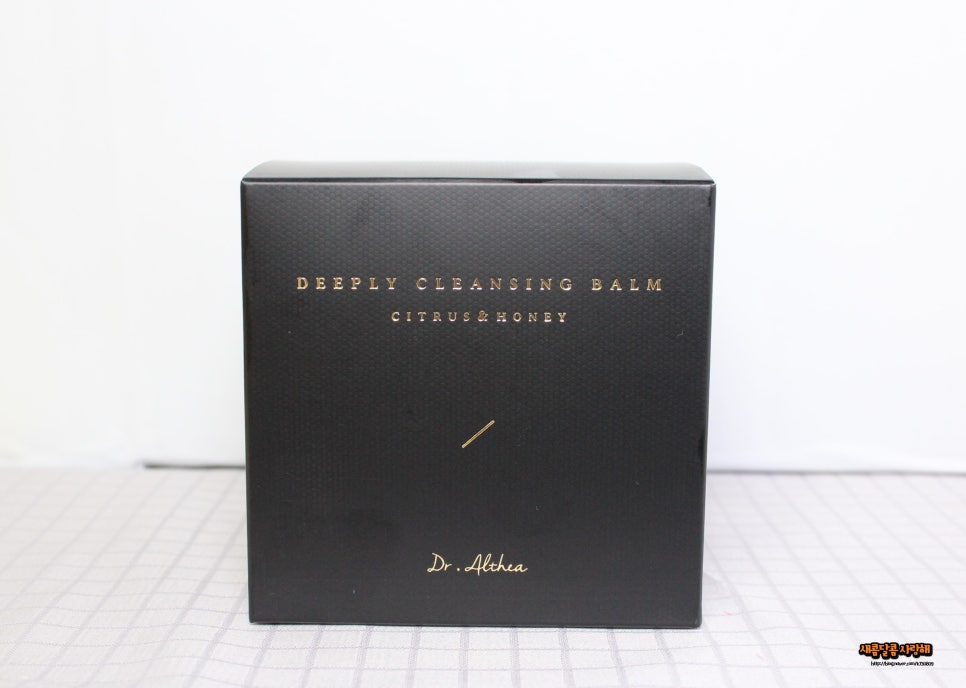 DEEPLY CLEANSING BALM
CITRUS&HONEY
Dr. Althea
새콤달콤 사랑해